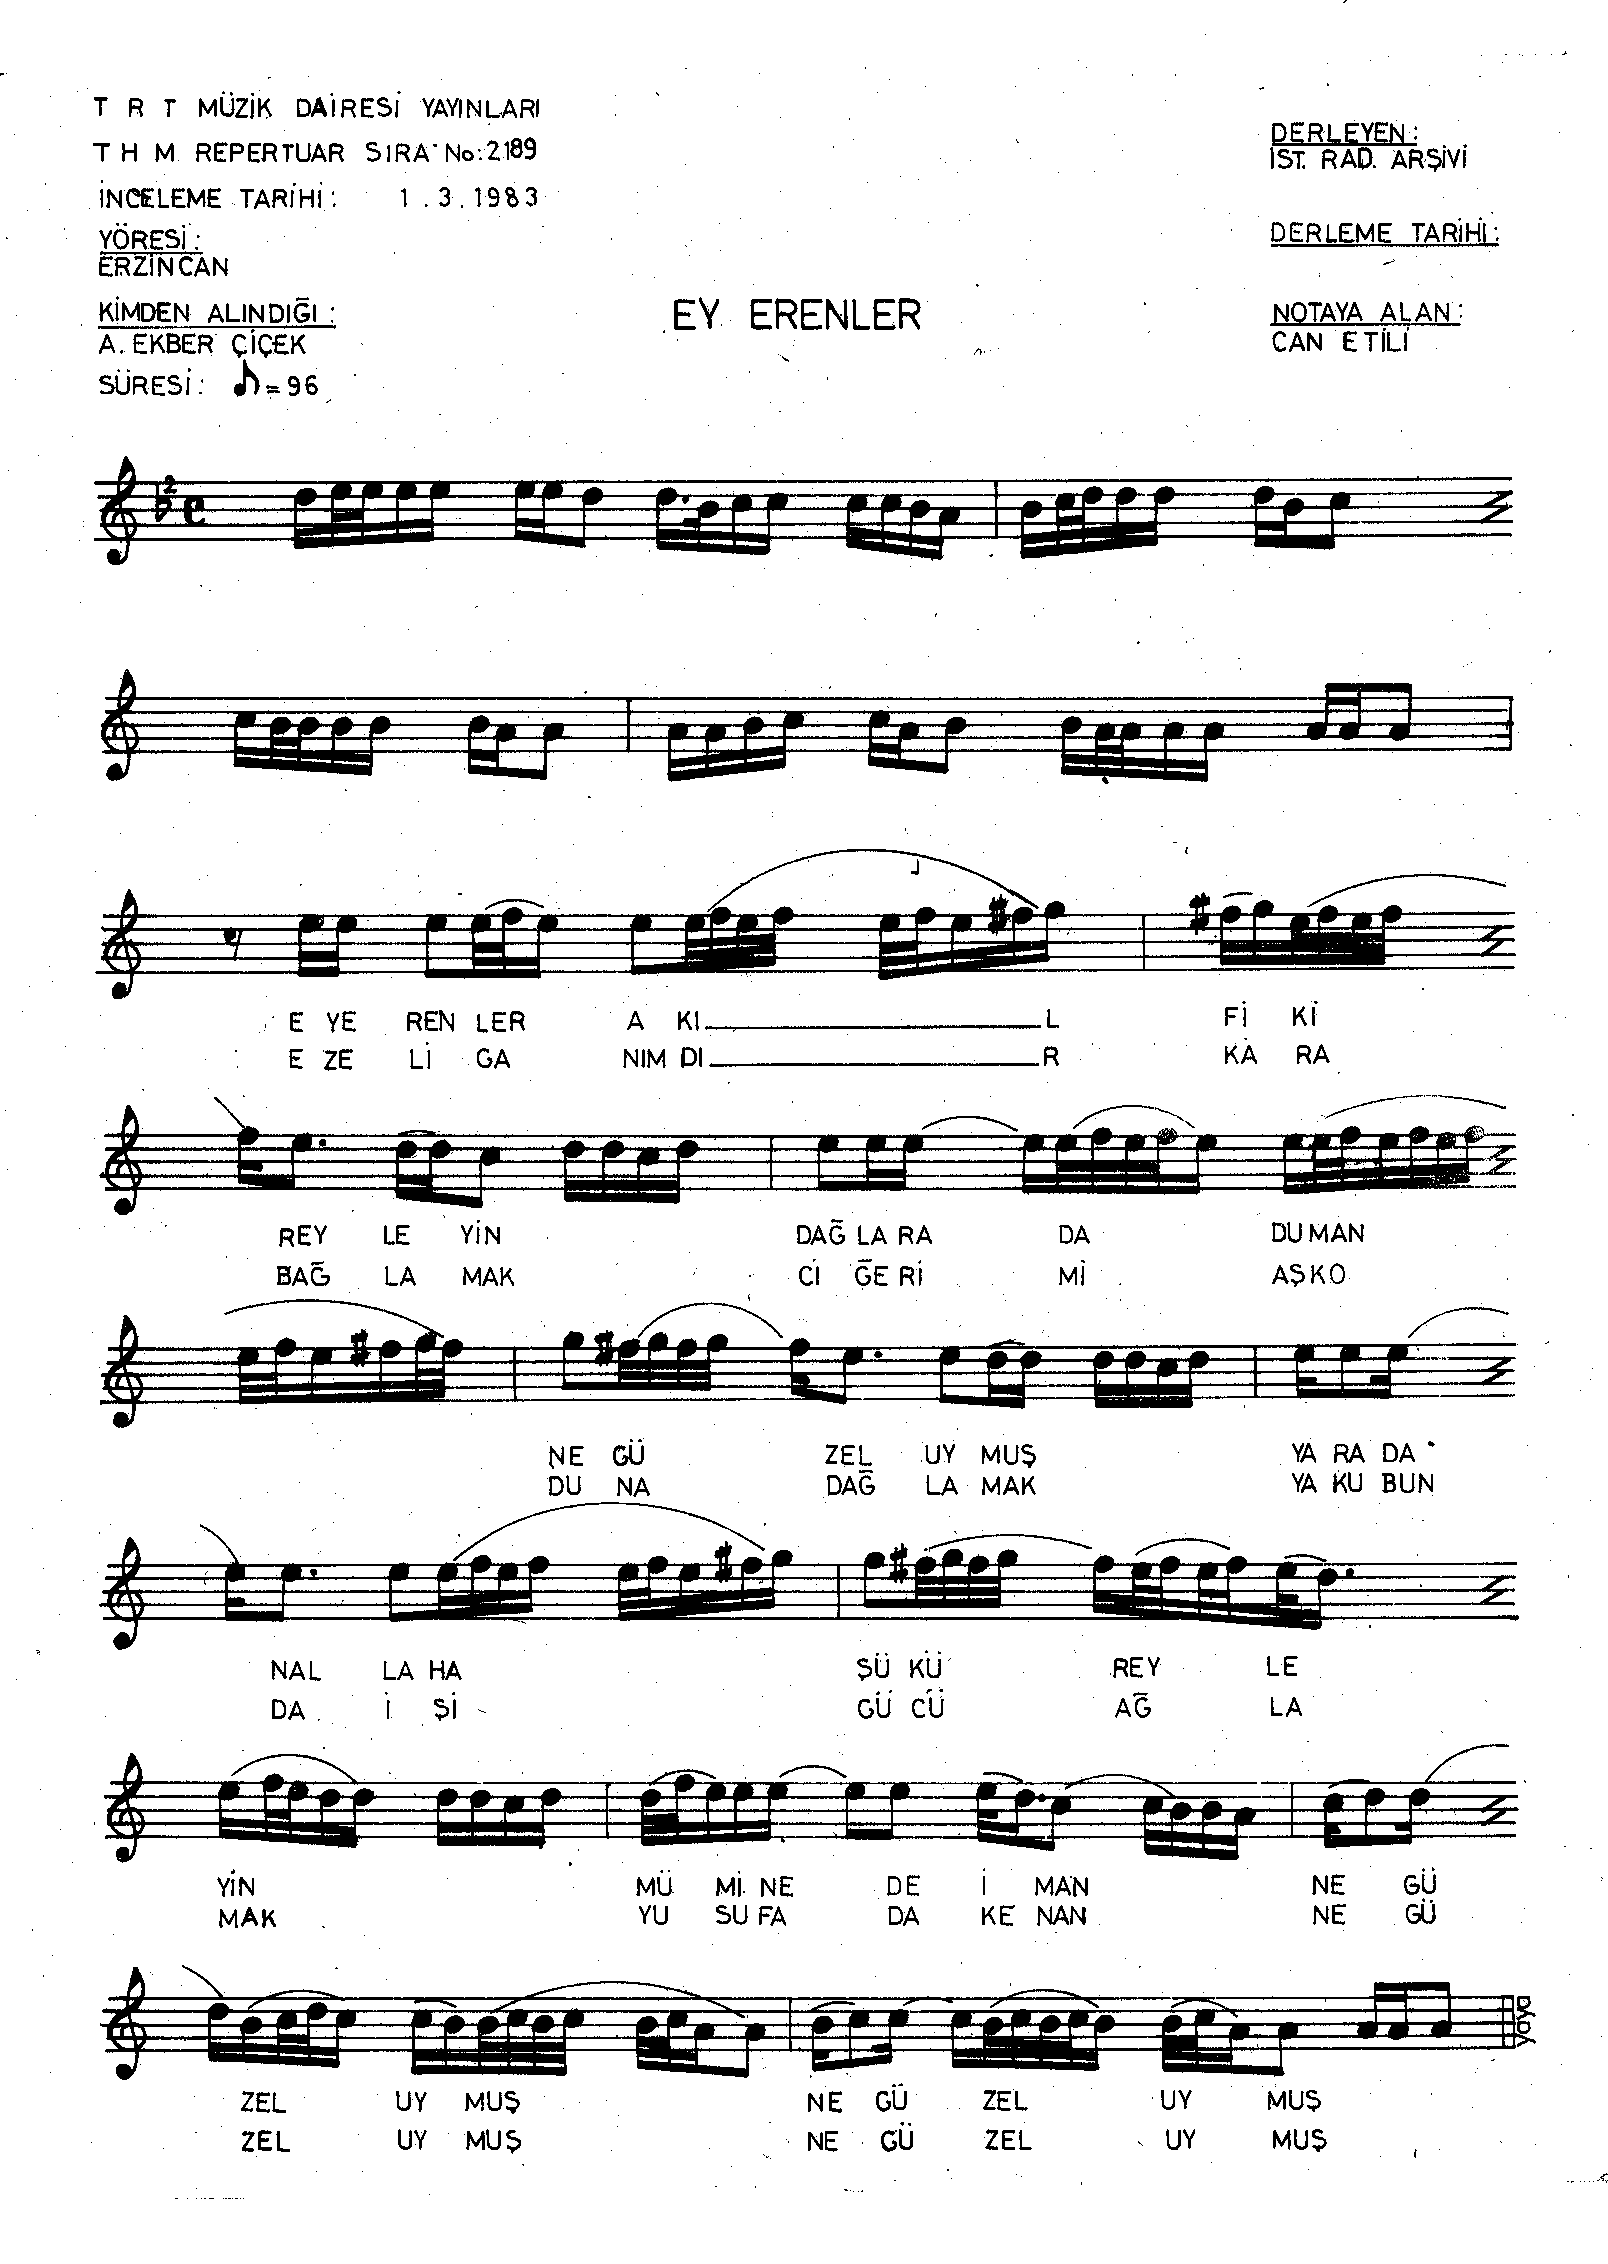 T R T MÜZİK DAİRESİ YAYINLARI
T H M REPERTUAR SIRA No: 2189
İNCELEME TARİHİ: 1.3.1983
YÖRESİ:
ERZİNCAN
KİMDEN ALINDIĞI:
A. EKBER ÇİÇEK
SÜRESİ: ♪=96
DERLEYEN:
İST. RAD. ARŞİVİ
DERLEME TARİHİ:
NOTAYA ALAN:
CAN ETİLİ
EY ERENLER
E YE REN LER A KI L Fİ Kİ
E ZE Lİ GA NIM DI R KA RA
REY LE YİN DAĞ LA RA DA DU MAN
BAĞ LA MAK Cİ ĞE Rİ Mİ AŞKO
NE GÜ ZEL UY MUŞ YA RA DA
DU NA DAĞ LA MAK YA KU BUN
NAL LA HA ŞÜ KÜ REY LE
DA İ Şİ GÜ CÜ AĞ LA
YİN MÜ Mİ NE DE İ MAN NE GÜ
MAK YU SU FA DA KE NAN NE GÜ
ZEL UY MUŞ NE GÜ ZEL UY MUŞ
ZEL UY MUŞ NE GÜ ZEL UY MUŞ
yaya